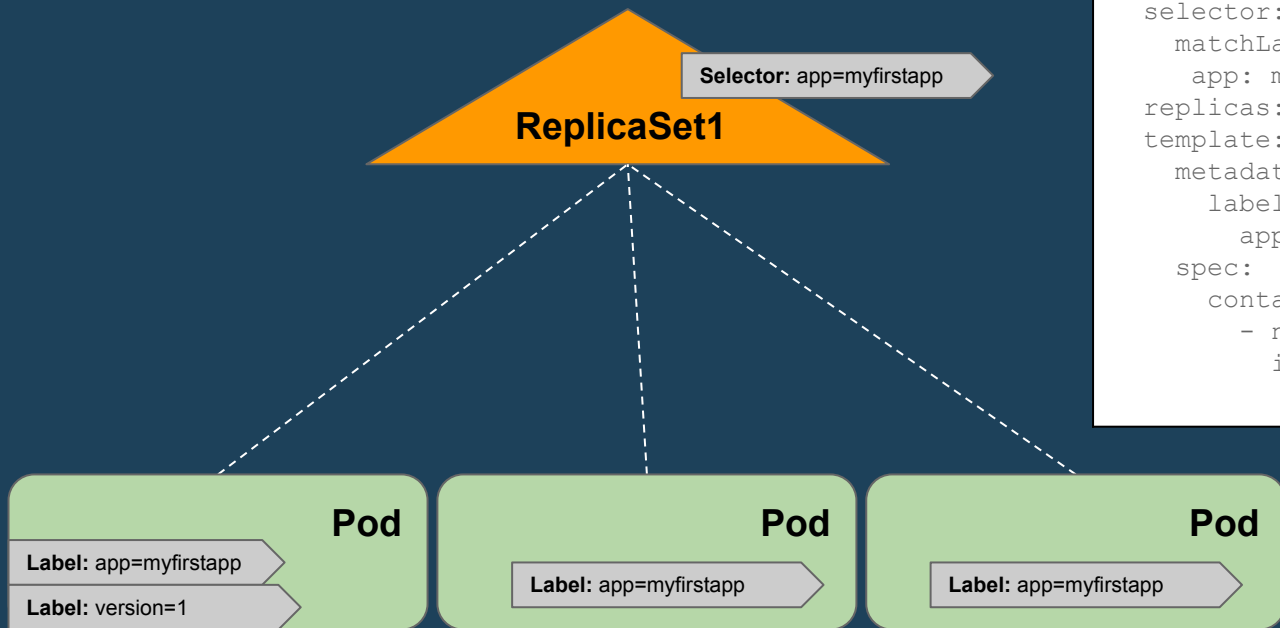 selector:
matchLa
app: m
replicas:
template:
metadat
label
app
spec:
conta
- n
i
Selector: app=myfirstapp
ReplicaSet1
Pod
Label: app=myfirstapp
Label: version=1
Pod
Label: app=myfirstapp
Pod
Label: app=myfirstapp